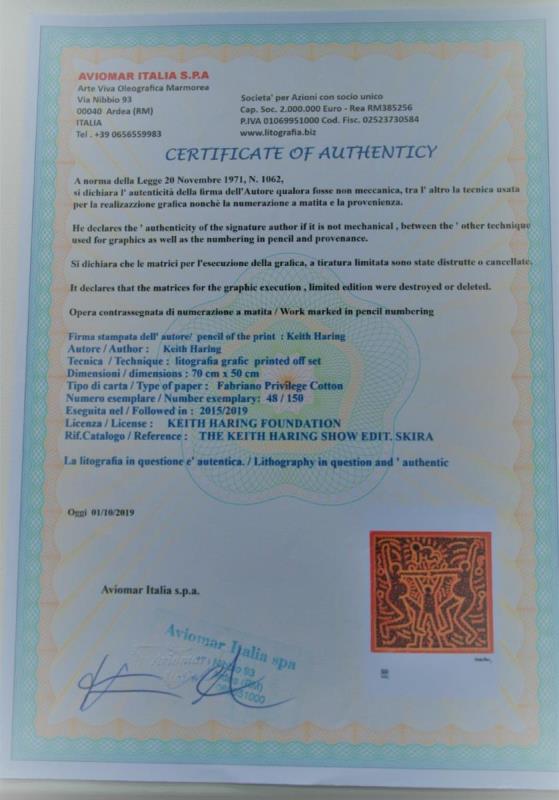 AVIOMAR ITALIA S.P.A
Arte Viva Oleografica Marmorea
Via Nibbio 93
00040 Ardea (RM)
ITALIA
Tel . +39 0656559983
Societa' per Azioni con socio unico
Cap. Soc. 2.000.000 Euro - Rea RM385256
P.IVA 01069951000 Cod. Fisc. 02523730584
www.litografia.biz
CERTIFICATE OF AUTHENTICY
A norma della Legge 20 Novembre 1971, N. 1062,
si dichiara l' autenticità della firma dell'Autore qualora fosse non meccanica, tra l' altro la tecnica usata
per la realizazzione grafica nonchè la numerazione a matita e la provenienza.
He declares the ' authenticity of the signature author if it is not mechanical , between the ' other technique
used for graphics as well as the numbering in pencil and provenance.
Si dichiara che le matrici per l'esecuzione della grafica, a tiratura limitata sono state distrutte o cancellate.
It declares that the matrices for the graphic execution , limited edition were destroyed or deleted.
Opera contrassegnata di numerazione a matita / Work marked in pencil numbering
Firma stampata dell' autore/ pencil of the print : Keith Haring
Autore / Author : Keith Haring
Tecnica / Technique : litografia grafic printed off set
Dimensioni / dimensions : 70 cm x 50 cm
Tipo di carta / Type of paper : Fabriano Privilege Cotton
Numero esemplare / Number exemplary: 48 / 150
Eseguita nel / Followed in : 2015/2019
Licenza / License : KEITH HARING FOUNDATION
Rif.Catalogo / Reference : THE KEITH HARING SHOW EDIT. SKIRA
La litografia in questione e' autentica. / Lithography in question and ' authentic
Oggi 01/10/2019
Aviomar Italia s.p.a.
Aviomar Italia spa
Nibbio 93
(RM)